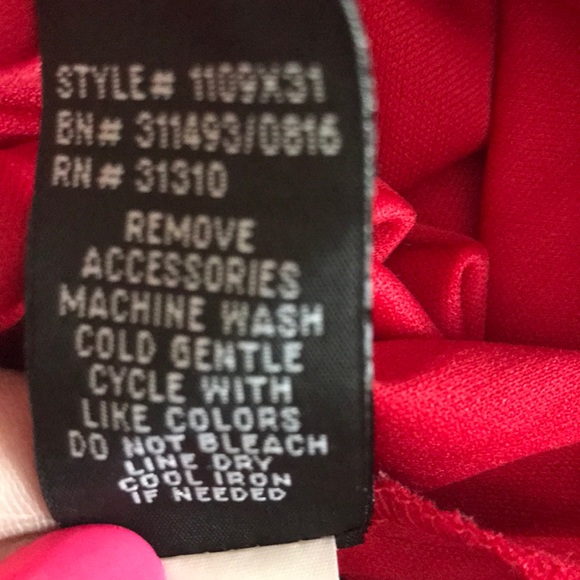 STYLE# 1109X31
BN# 311493/0816
RN# 31310
REMOVE
ACCESSORIES
MACHINE WASH
COLD GENTLE
CYCLE WITH
LIKE COLORS
DO NOT BLEACH
LINE DRY
COOL IRON
IF NEEDED